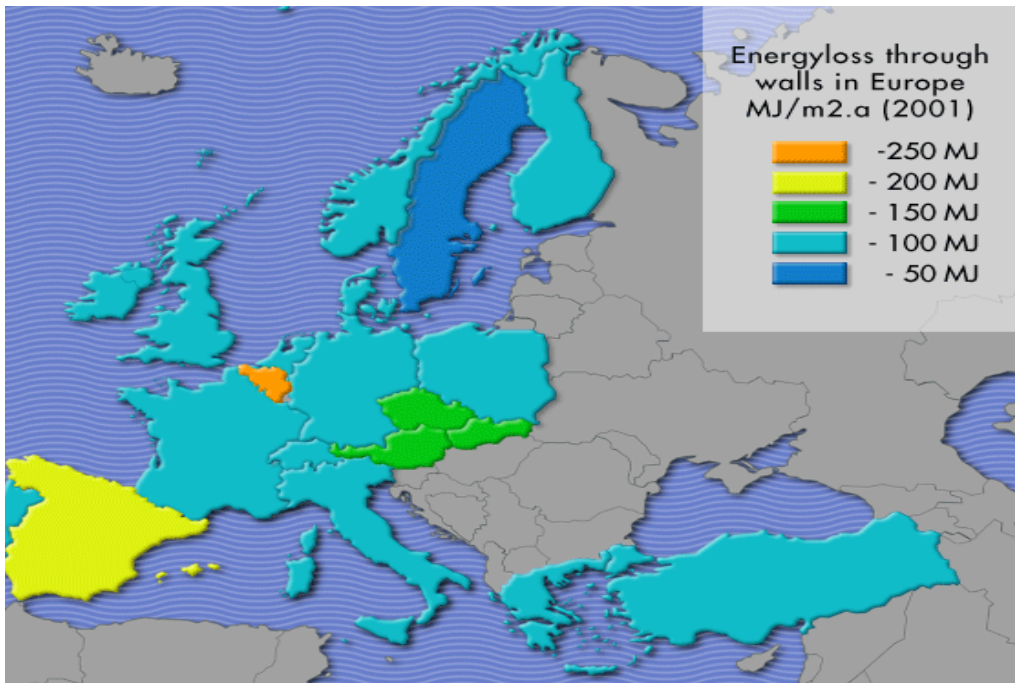 Energyloss through
walls in Europe
MJ/m2.a (2001)
-250 MJ
- 200 MJ
- 150 MJ
- 100 MJ
- 50 MJ